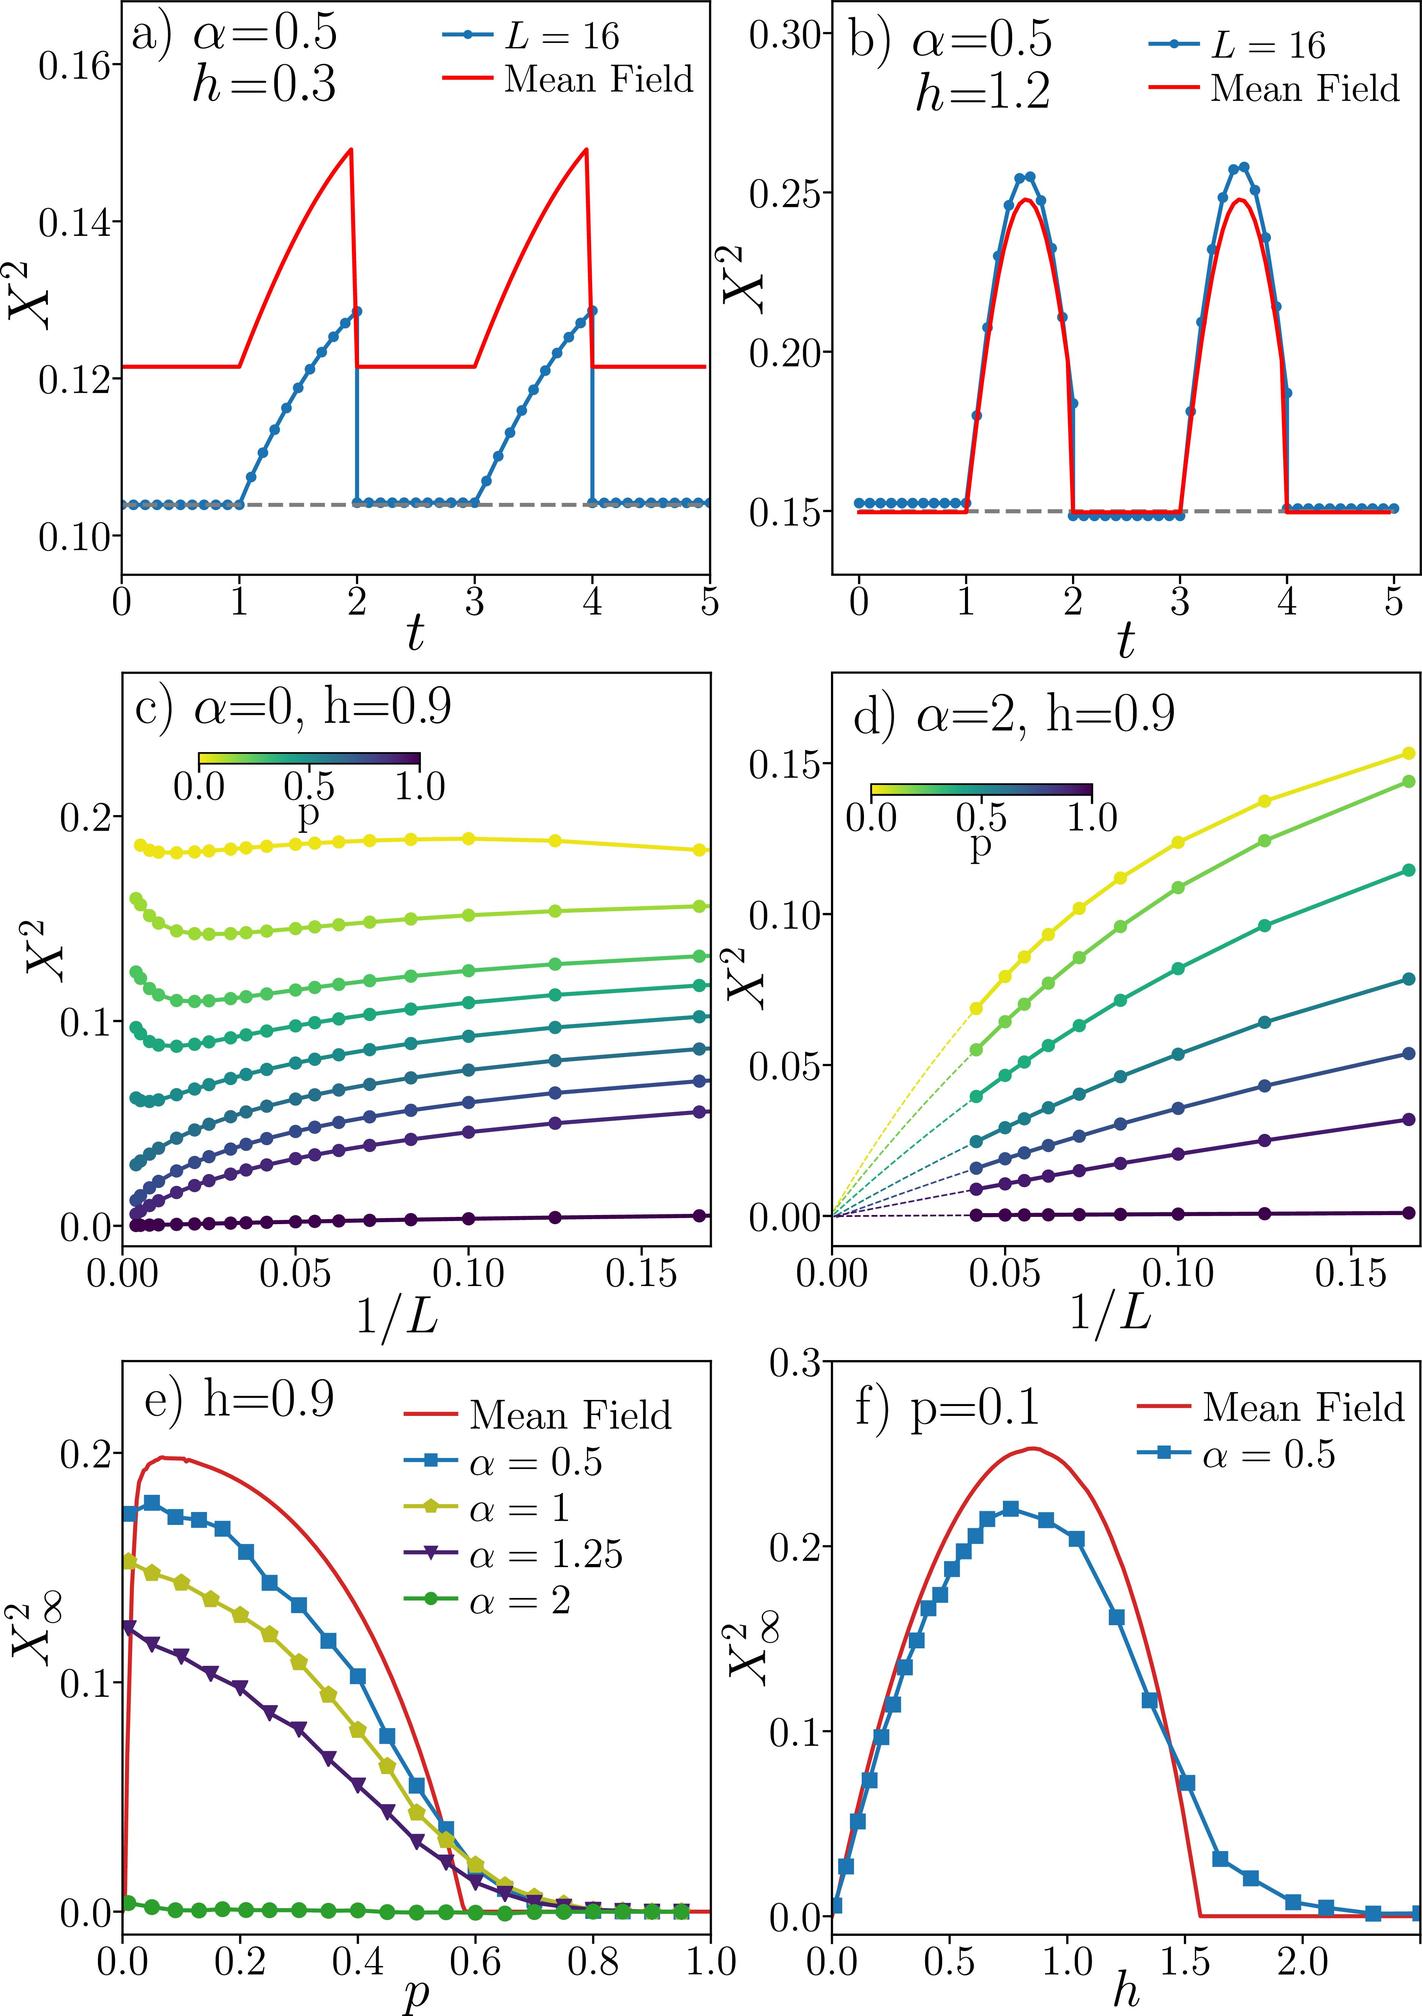 a) α=0.5
h=0.3
L = 16
Mean Field
0.16
0.14
0.12
0.10
X²
0 1 2 3 4 5
t
b) α=0.5
h=1.2
L = 16
Mean Field
0.30
0.25
0.20
0.15
X²
0 1 2 3 4 5
t
c) α=0, h=0.9
0.0 0.5 1.0
p
0.2
0.1
0.0
X²
0.00 0.05 0.10 0.15
1/L
d) α=2, h=0.9
0.0 0.5 1.0
p
0.15
0.10
0.05
0.00
X²
0.00 0.05 0.10 0.15
1/L
e) h=0.9
Mean Field
α = 0.5
α = 1
α = 1.25
α = 2
0.2
0.1
0.0
X²∞
0.0 0.2 0.4 0.6 0.8 1.0
p
f) p=0.1
Mean Field
α = 0.5
0.3
0.2
0.1
0.0
X²∞
0.0 0.5 1.0 1.5 2.0
h